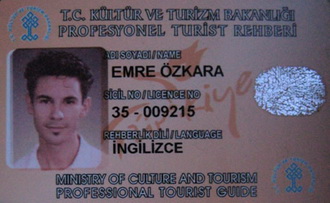 T.C. KÜLTÜR VE TURİZM BAKANLIĞI
PROFESYONEL TURİST REHBERİ
ADI SOYADI / NAME
EMRE ÖZKARA
SİCİL NO / LICENCE NO
35 - 009215
REHBERLİK DİLİ / LANGUAGE
İNGİLİZCE
Türkiye
MINISTRY OF CULTURE AND TOURISM
PROFESSIONAL TOURIST GUIDE